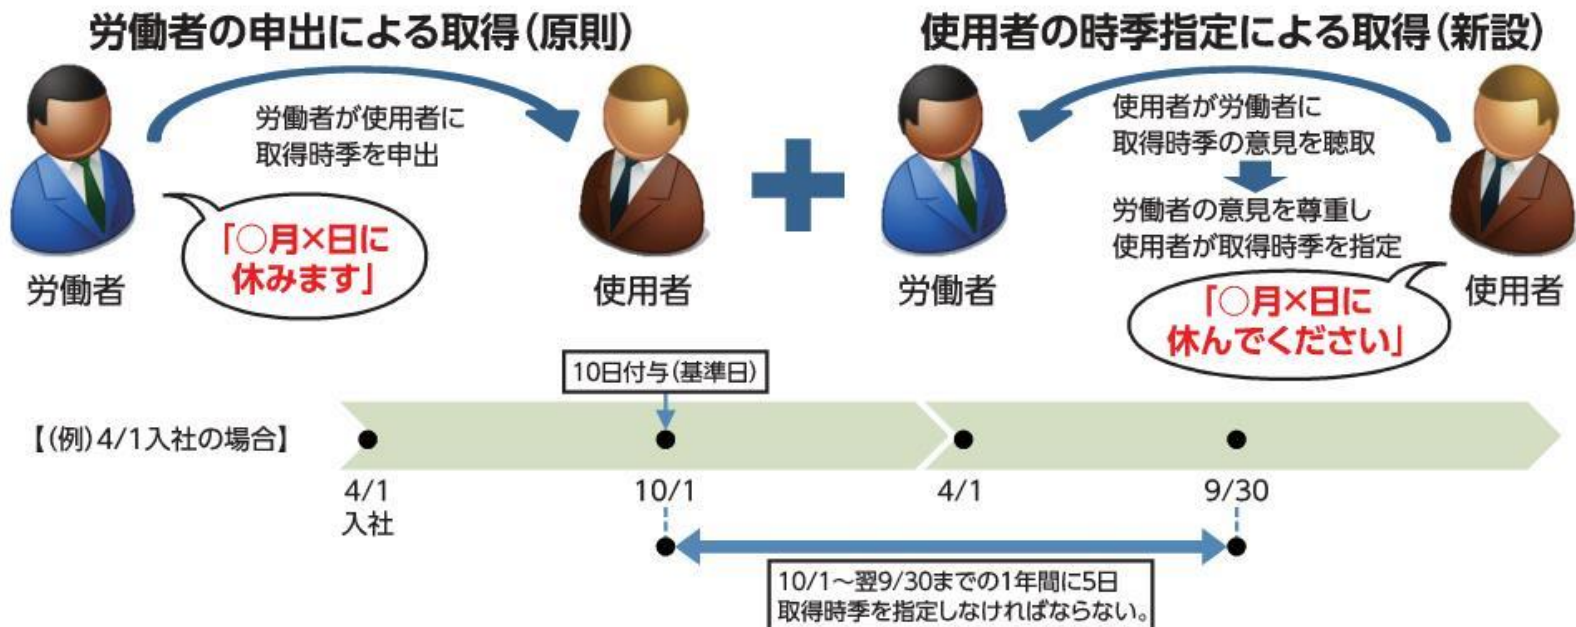 労働者の申出による取得(原則)
労働者が使用者に
取得時季を申出
「○月×日に
休みます」
労働者
使用者
使用者の時季指定による取得(新設)
使用者が労働者に
取得時季の意見を聴取
労働者の意見を尊重し
使用者が取得時季を指定
「○月×日に
休んでください」
労働者
使用者
10日付与(基準日)
【(例)4/1入社の場合】
4/1
入社
10/1
4/1
9/30
10/1~翌9/30までの1年間に5日
取得時季を指定しなければならない。